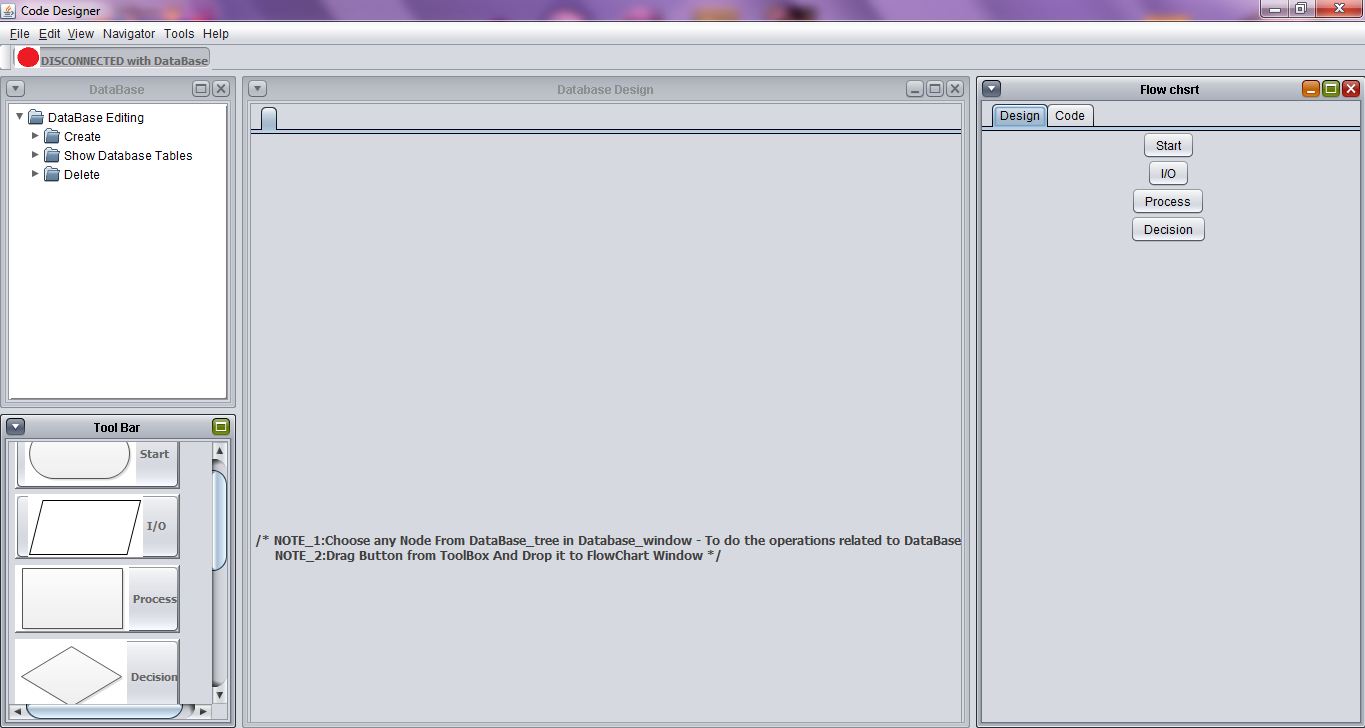 Code Designer
File Edit View Navigator Tools Help
DISCONNECTED with DataBase
DataBase
DataBase Editing
Create
Show Database Tables
Delete
Tool Bar
Start
I/O
Process
Decision
Database Design
/* NOTE_1:Choose any Node From DataBase_tree in Database_window - To do the operations related to DataBase
NOTE_2:Drag Button from ToolBox And Drop it to FlowChart Window */
Flow chsrt
Design Code
Start
I/O
Process
Decision